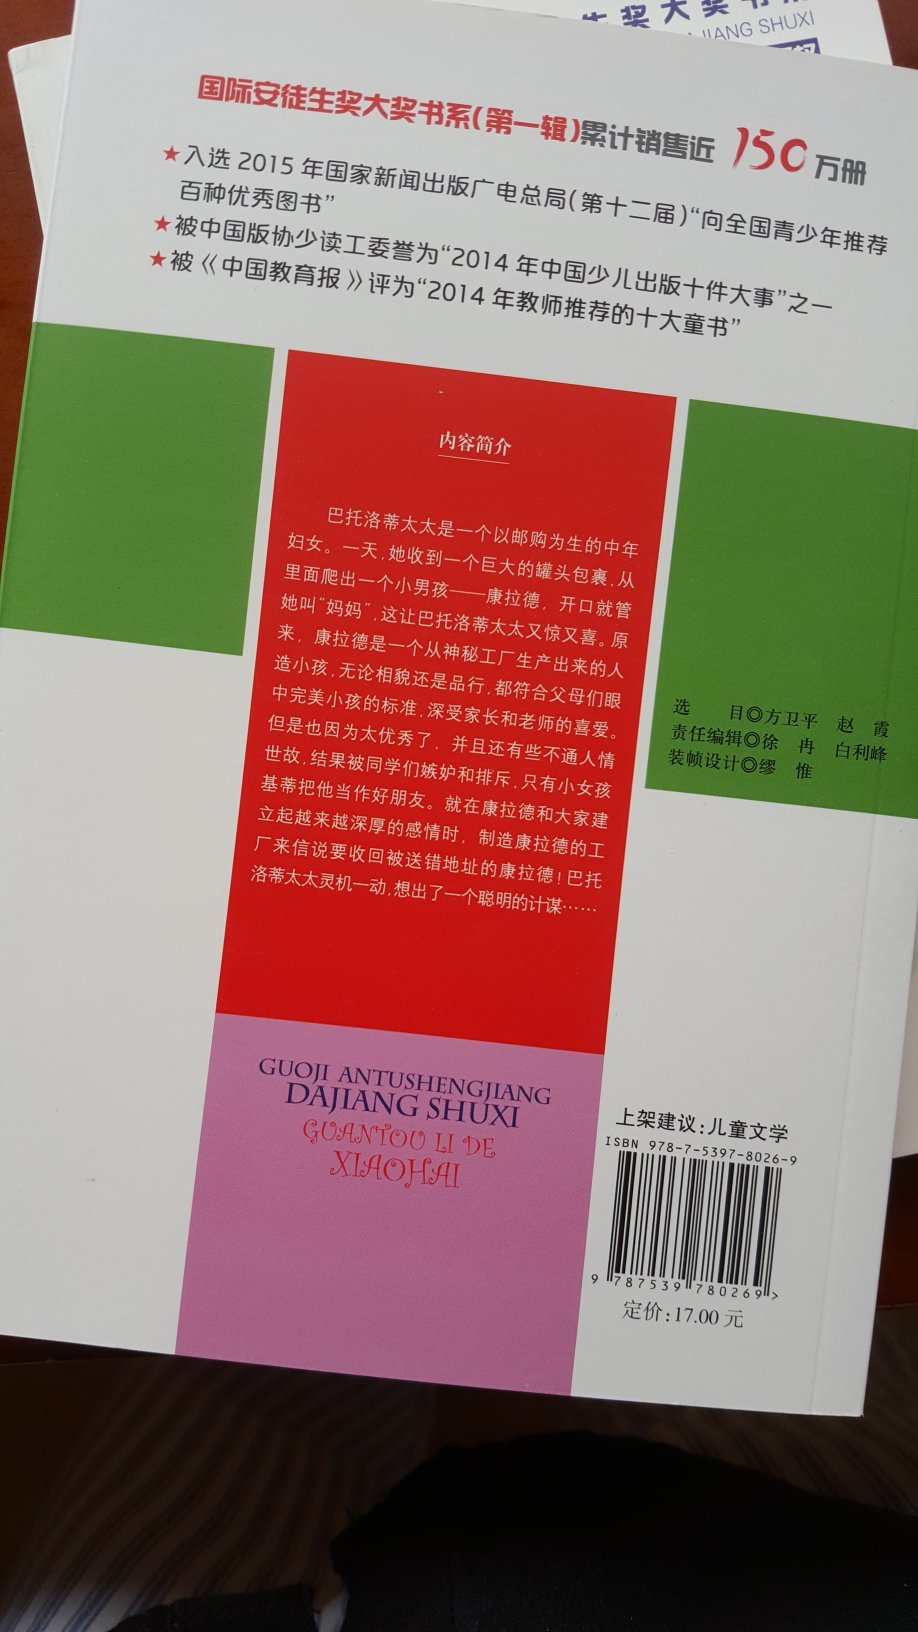 生奖大奖书
JIANG SHUXI
国际安徒生奖大奖书系(第一辑)累计销售近 150 万册
★入选 2015 年国家新闻出版广电总局(第十二届)“向全国青少年推荐
百种优秀图书”
★被中国版协少读工委誉为“2014 年中国少儿出版十件大事”之一
★被《中国教育报》评为“2014 年教师推荐的十大童书”
内容简介
巴托洛蒂太太是一个以邮购为生的中年
妇女。一天,她收到一个巨大的罐头包裹,从
里面爬出一个小男孩——康拉德，开口就管
她叫“妈妈”,这让巴托洛蒂太太又惊又喜。原
来，康拉德是一个从神秘工厂生产出来的人
造小孩,无论相貌还是品行,都符合父母们眼
中完美小孩的标准,深受家长和老师的喜爱。
但是也因为太优秀了，并且还有些不通人情
世故,结果被同学们嫉妒和排斥,只有小女孩
基蒂把他当作好朋友。就在康拉德和大家建
立起越来越深厚的感情时，制造康拉德的工
厂来信说要收回被送错地址的康拉德!巴托
洛蒂太太灵机一动,想出了一个聪明的计谋……
选　　目◎方卫平　赵　霞
责任编辑◎徐　冉　白利峰
装帧设计◎缪　惟
GUOJI ANTUSHENGJIANG
DAJIANG SHUXI
GUANTOU LI DE
XIAOHAI
上架建议:儿童文学
ISBN 978-7-5397-8026-9
9 787539 780269 >
定价:17.00 元